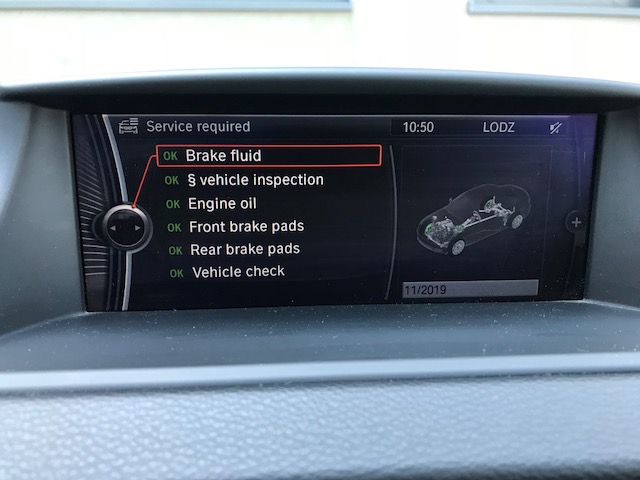 Service required
10:50 LODZ
OK Brake fluid
OK § vehicle inspection
OK Engine oil
OK Front brake pads
OK Rear brake pads
OK Vehicle check
11/2019